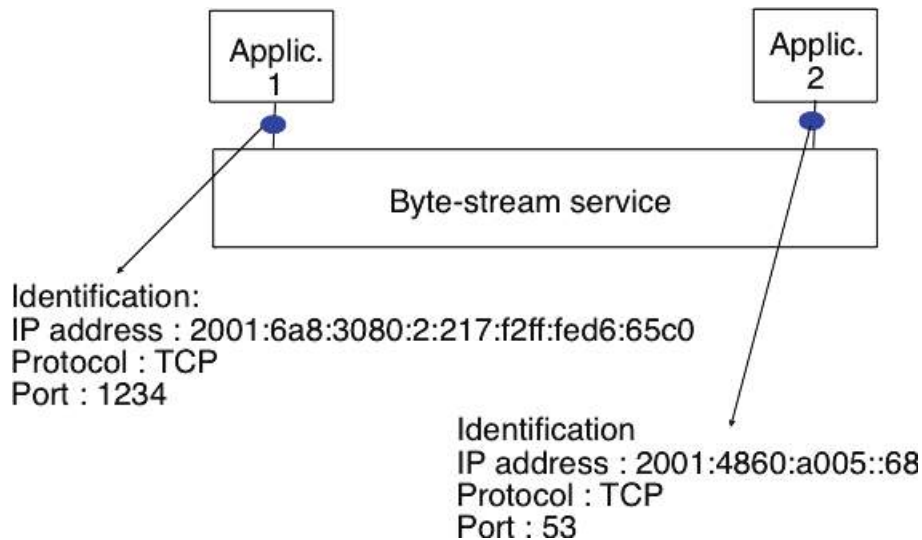 Applic.
1
Applic.
2
Byte-stream service
Identification:
IP address : 2001:6a8:3080:2:217:f2ff:fed6:65c0
Protocol : TCP
Port : 1234
Identification
IP address : 2001:4860:a005::68
Protocol : TCP
Port : 53